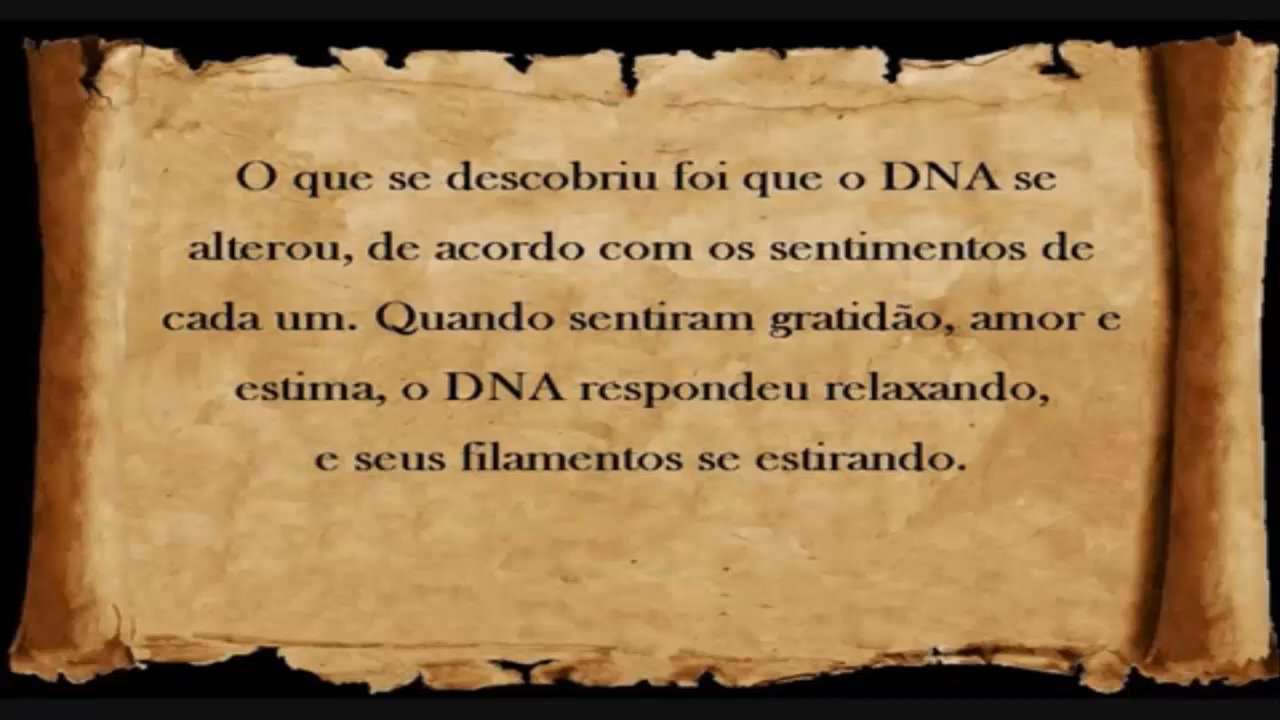 O que se descobriu foi que o DNA se
alterou, de acordo com os sentimentos de
cada um. Quando sentiram gratidão, amor e
estima, o DNA respondeu relaxando,
e seus filamentos se estirando.